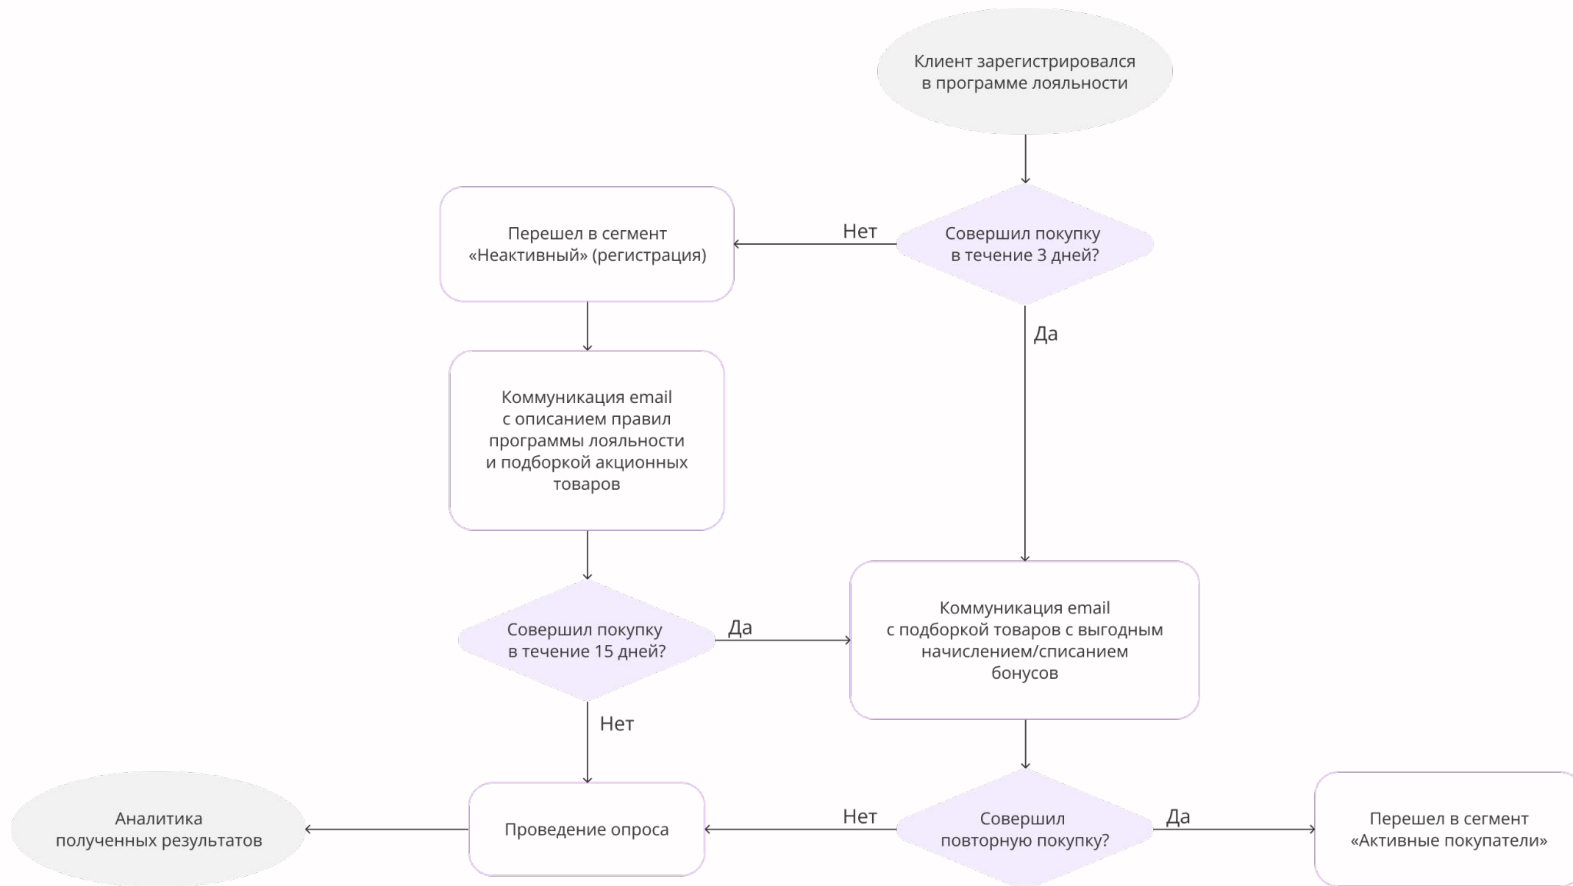 Клиент зарегистрировался
в программе лояльности
Перешел в сегмент
«Неактивный» (регистрация)
Нет
Совершил покупку
в течение 3 дней?
Да
Коммуникация email
с описанием правил
программы лояльности
и подборкой акционных
товаров
Совершил покупку
в течение 15 дней?
Да
Коммуникация email
с подборкой товаров с выгодным
начислением/списанием
бонусов
Нет
Аналитика
полученных результатов
Проведение опроса
Нет
Совершил
повторную покупку?
Да
Перешел в сегмент
«Активные покупатели»